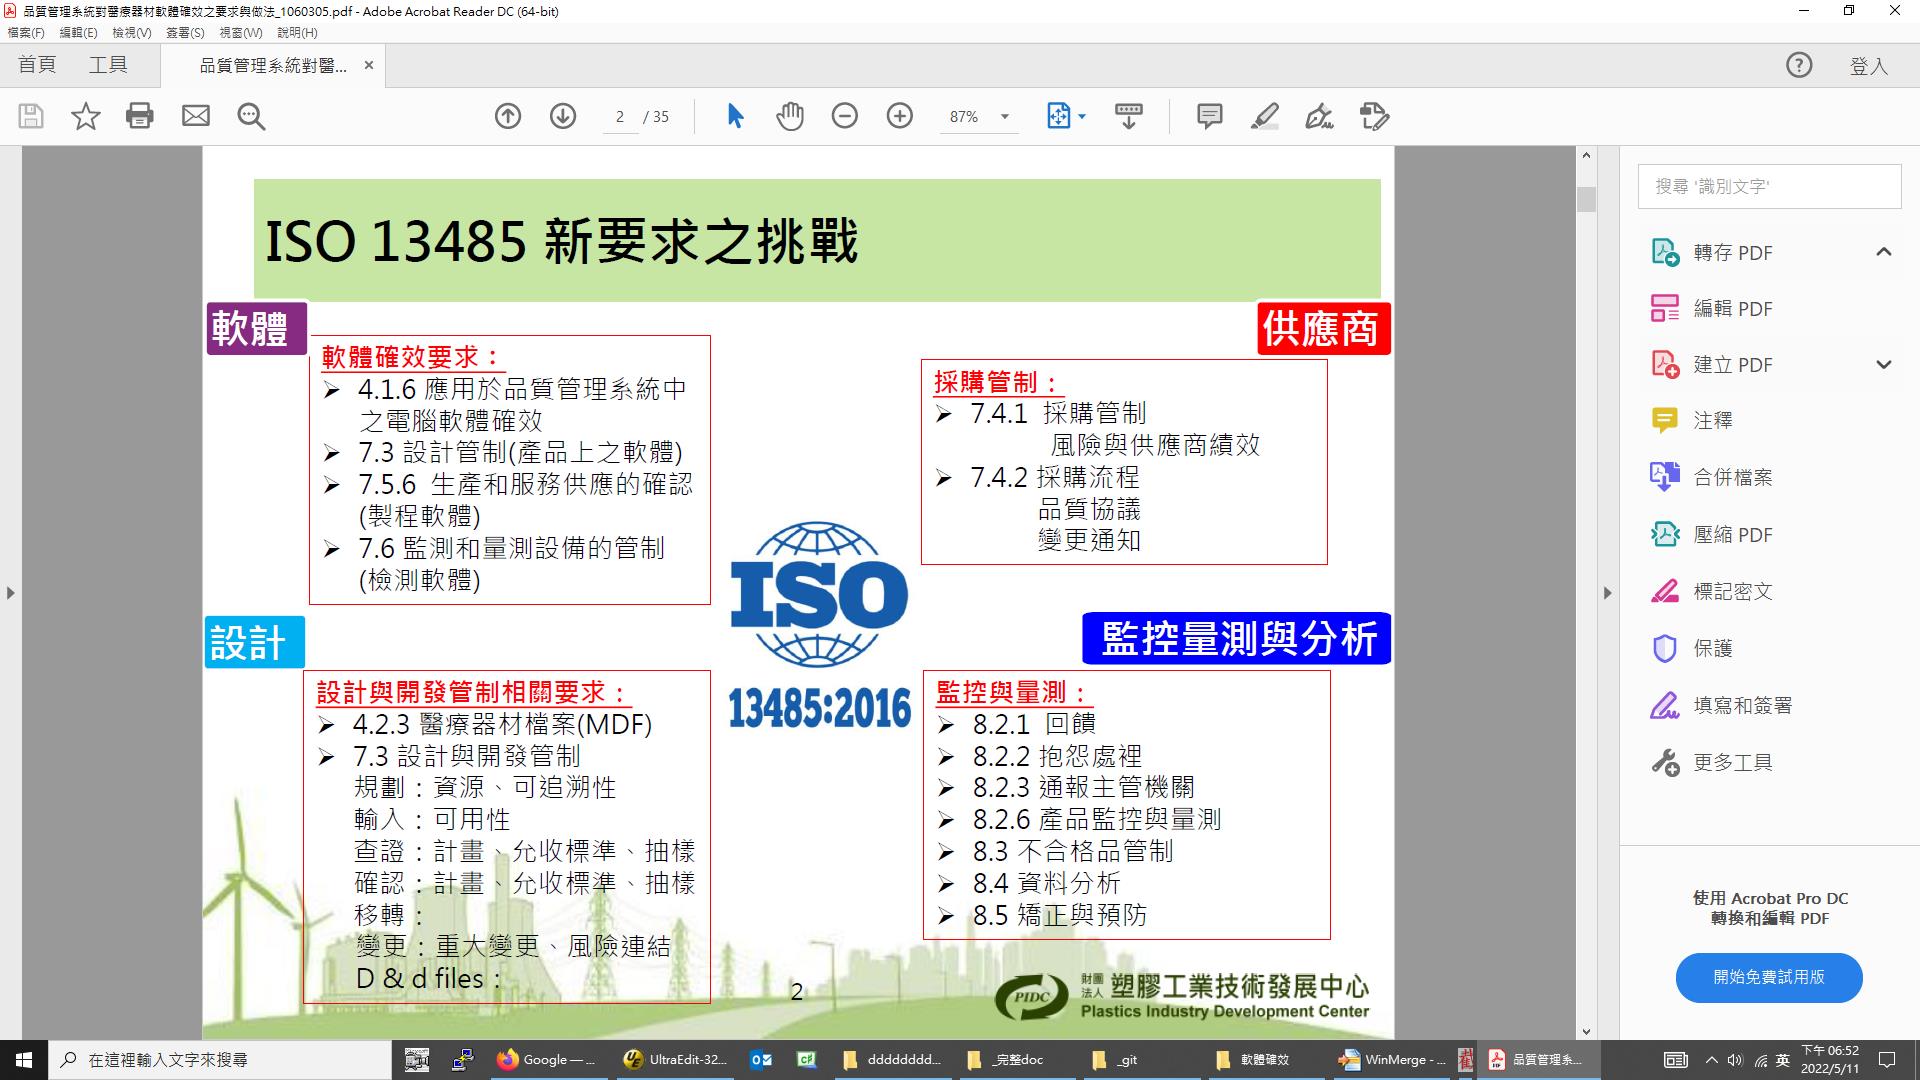 品質管理系統對醫療器材軟體確效之要求與做法_1060305.pdf - Adobe Acrobat Reader DC (64-bit)
檔案(F) 編輯(E) 檢視(V) 簽署(S) 視窗(W) 說明(H)
首頁 工具 品質管理系統對醫... × 登入
2 / 35 87%
ISO 13485 新要求之挑戰
軟體
軟體確效要求：
➢ 4.1.6 應用於品質管理系統中
之電腦軟體確效
➢ 7.3 設計管制(產品上之軟體)
➢ 7.5.6 生產和服務供應的確認
(製程軟體)
➢ 7.6 監測和量測設備的管制
(檢測軟體)
供應商
採購管制：
➢ 7.4.1 採購管制
風險與供應商績效
➢ 7.4.2 採購流程
品質協議
變更通知
ISO
13485:2016
設計
設計與開發管制相關要求：
➢ 4.2.3 醫療器材檔案(MDF)
➢ 7.3 設計與開發管制
規劃：資源、可追溯性
輸入：可用性
查證：計畫、允收標準、抽樣
確認：計畫、允收標準、抽樣
移轉：
變更：重大變更、風險連結
D & d files：
監控量測與分析
監控與量測：
➢ 8.2.1 回饋
➢ 8.2.2 抱怨處裡
➢ 8.2.3 通報主管機關
➢ 8.2.6 產品監控與量測
➢ 8.3 不合格品管制
➢ 8.4 資料分析
➢ 8.5 矯正與預防
2
PIDC
財團法人 塑膠工業技術發展中心
Plastics Industry Development Center
搜尋 '識別文字'
轉存 PDF
編輯 PDF
建立 PDF
注釋
合併檔案
壓縮 PDF
標記密文
保護
填寫和簽署
更多工具
使用 Acrobat Pro DC
轉換和編輯 PDF
開始免費試用版
在這裡輸入文字來搜尋 Google — ... UltraEdit-32... dddddddd... _完整doc _git 軟體確效 WinMerge - ... 品質管理系... 英 下午 06:52
2022/5/11